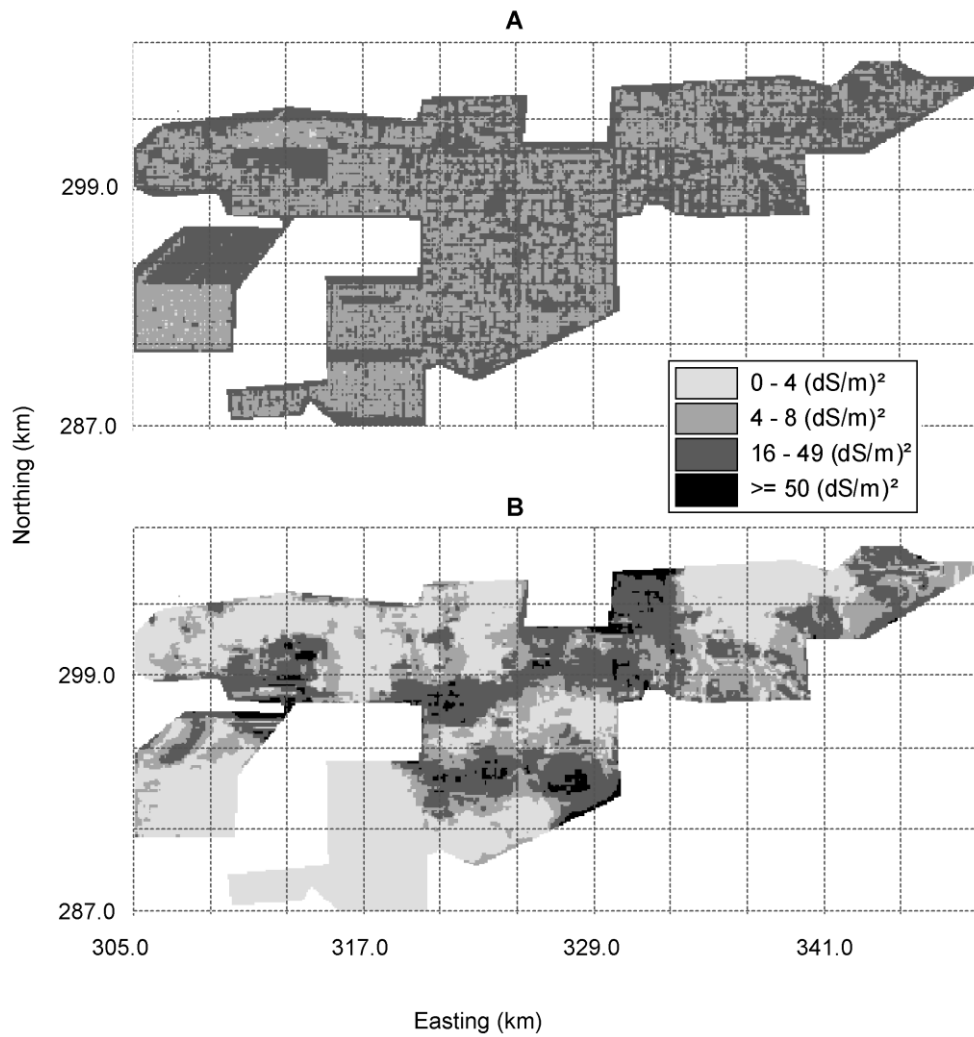 A
299.0
287.0
Northing (km)
0 - 4 (dS/m)²
4 - 8 (dS/m)²
16 - 49 (dS/m)²
>= 50 (dS/m)²
B
299.0
287.0
305.0 317.0 329.0 341.0
Easting (km)